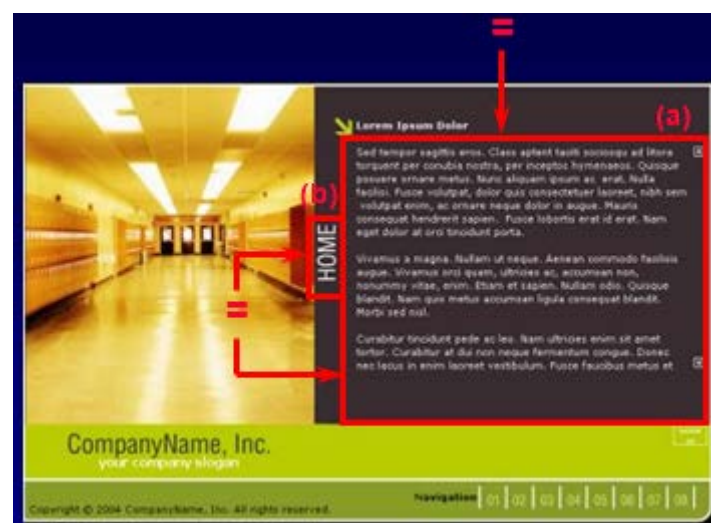 =
(a)
Lorem Ipsum Dolor
Sed tempor sagittis eros. Class aptent taciti sociosqu ad litora
torquent per conubia nostra, per inceptos hymenaeos. Quisque
posuere ornare metus. Nunc aliquam ipsum ac erat. Nulla
facilisi. Fusce volutpat, dolor quis consectetuer laoreet, nibh sem
volutpat enim, ac ornare neque dolor in augue. Mauris
consequat hendrerit sapien. Fusce lobortis erat id erat. Nam
eget dolor at orci tincidunt porta.
Vivamus a magna. Nullam ut neque. Aenean commodo facilisis
augue. Vivamus orci quam, ultricies ac, accumsan non,
nonummy vitae, enim. Etiam et sapien. Nullam odio. Quisque
blandit. Nam quis metus accumsan ligula consequat blandit.
Morbi sed nisl.
Curabitur tincidunt pede ac leo. Nam ultricies enim sit amet
tortor. Curabitur at dui non neque fermentum congue. Donec
nec lacus in enim laoreet vestibulum. Fusce faucibus metus et
(b)
HOME
=
CompanyName, Inc.
your company slogan
Navigation 01 02 03 04 05 06 07 08
Copyright © 2004 CompanyName, Inc. All rights reserved.